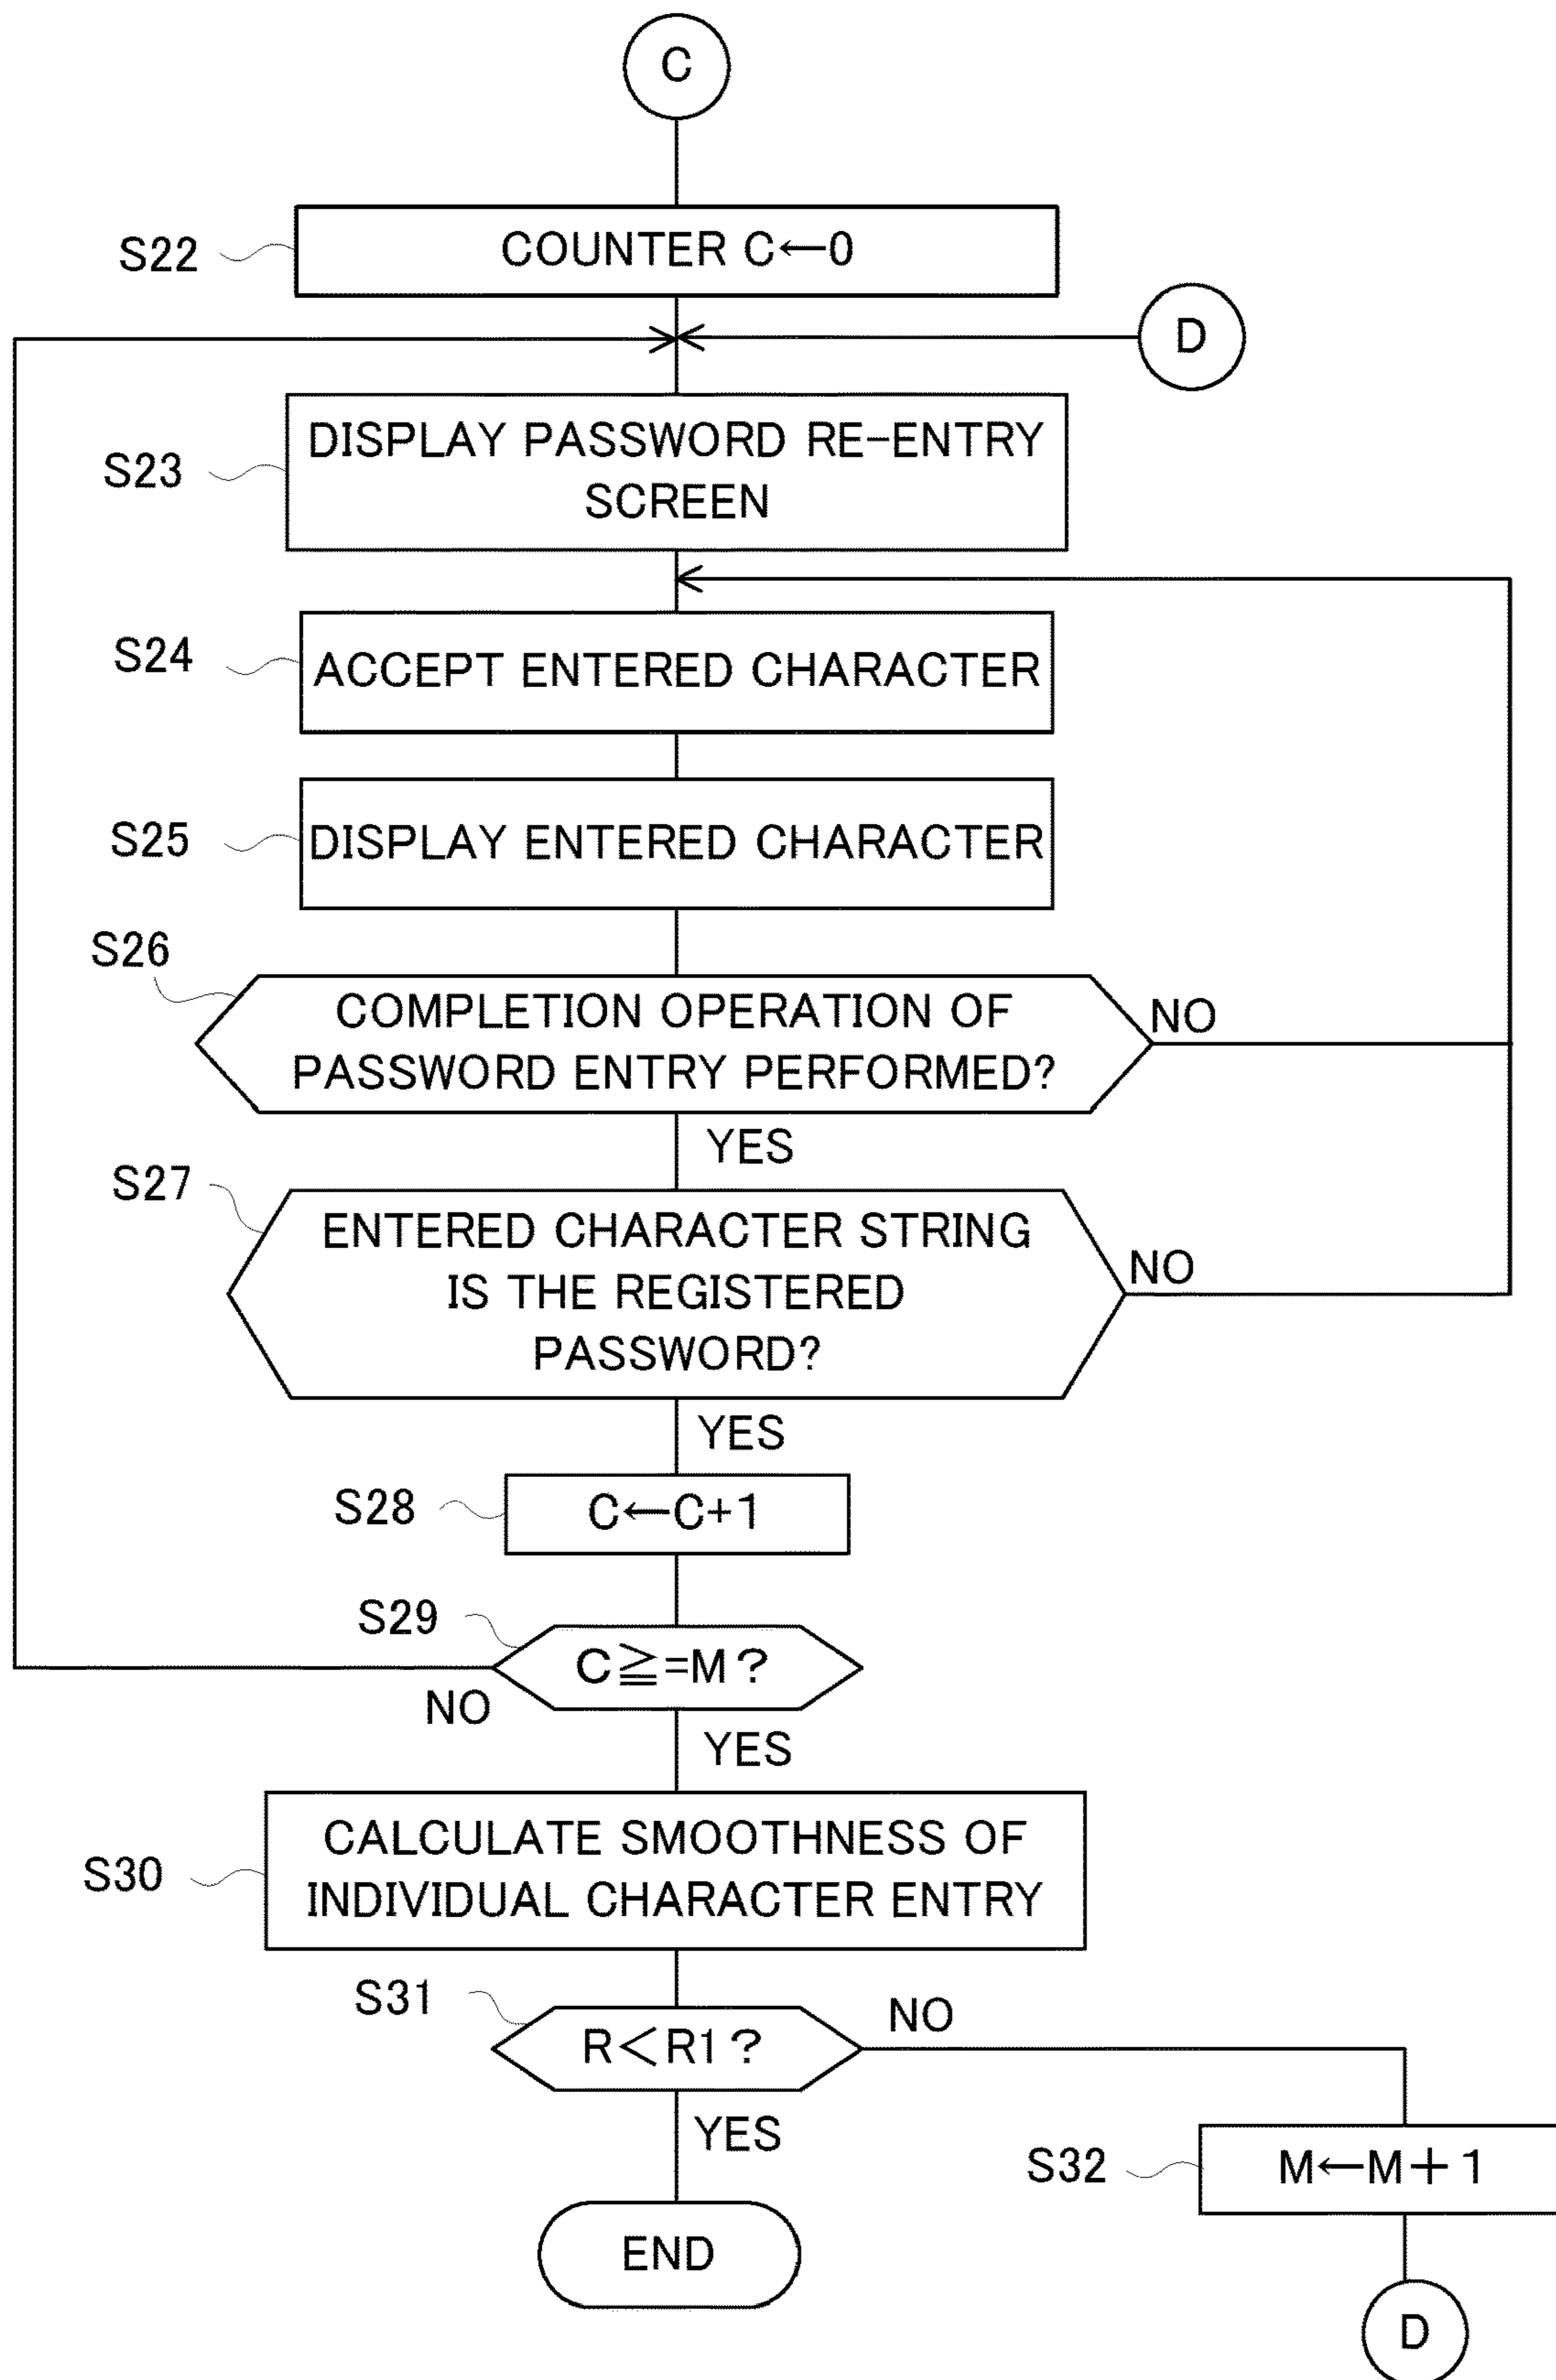 C
S22
COUNTER C←0
D
S23
DISPLAY PASSWORD RE-ENTRY
SCREEN
S24
ACCEPT ENTERED CHARACTER
S25
DISPLAY ENTERED CHARACTER
S26
COMPLETION OPERATION OF
PASSWORD ENTRY PERFORMED?
NO
YES
S27
ENTERED CHARACTER STRING
IS THE REGISTERED
PASSWORD?
NO
YES
S28
C←C+1
S29
C≧=M?
NO
YES
S30
CALCULATE SMOOTHNESS OF
INDIVIDUAL CHARACTER ENTRY
S31
R<R1?
NO
YES
S32
M←M+1
END
D